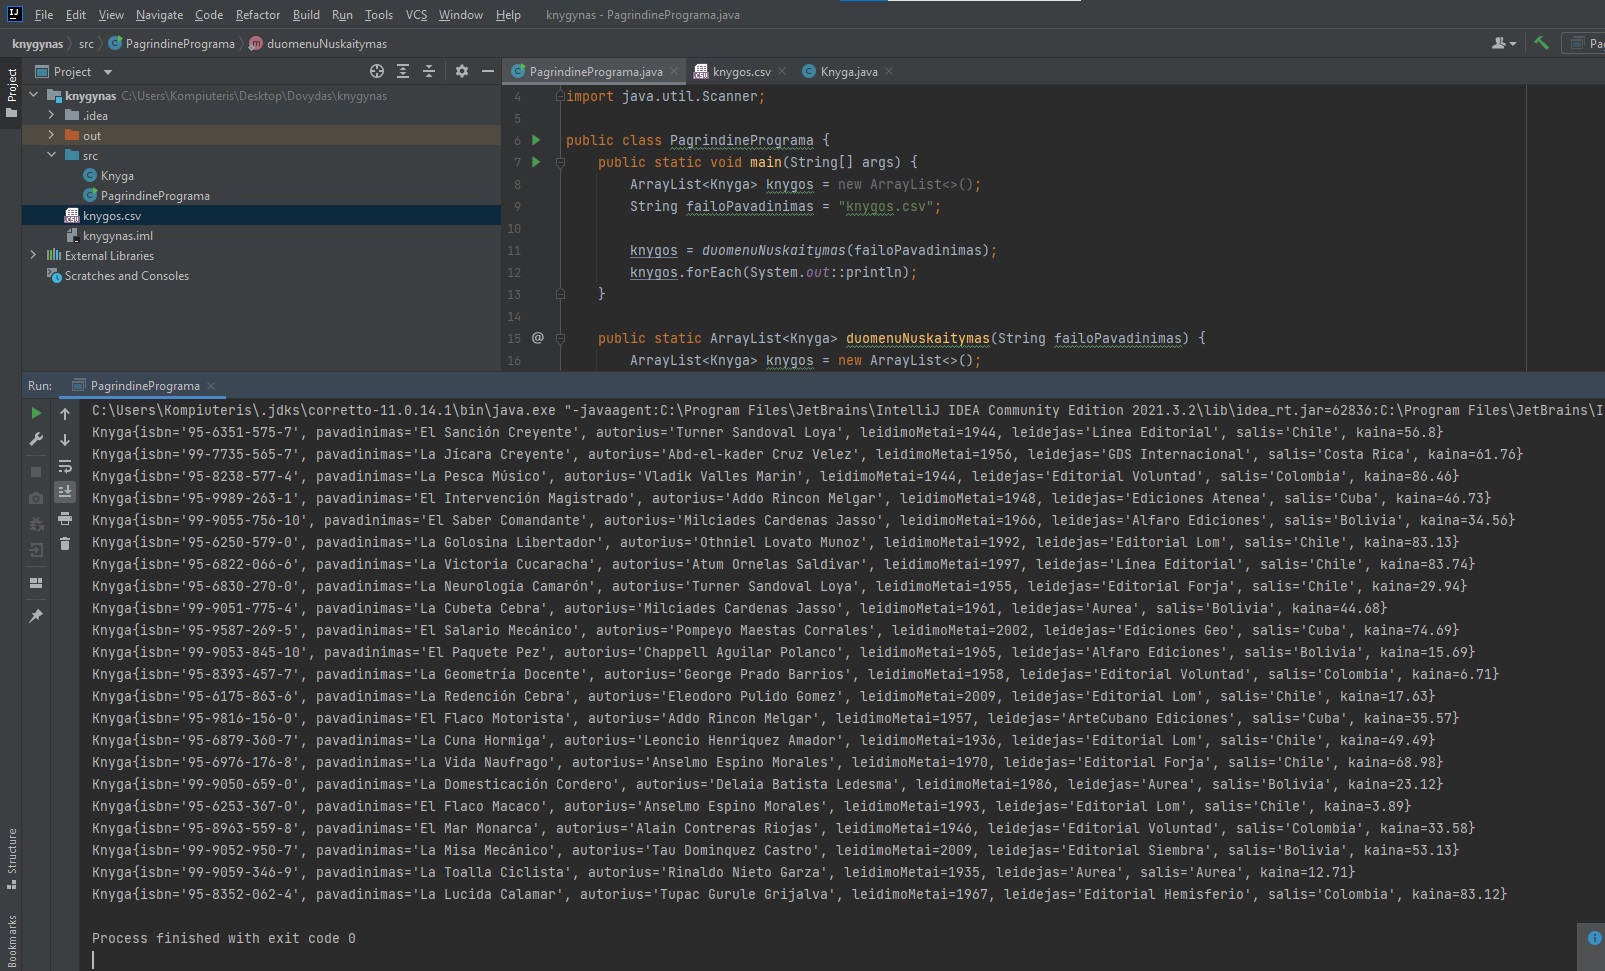 File Edit View Navigate Code Refactor Build Run Tools VCS Window Help knygynas - PagrindinePrograma.java
knygynas src PagrindinePrograma duomenuNuskaitymas
Project
Project
PagrindinePrograma.java knygos.csv Knyga.java
knygynas C:\Users\Kompiuteris\Desktop\Dovydas\knygynas
.idea
out
src
Knyga
PagrindinePrograma
knygos.csv
knygynas.iml
External Libraries
Scratches and Consoles
4 import java.util.Scanner;
5
6 public class PagrindinePrograma {
7 public static void main(String[] args) {
8 ArrayList<Knyga> knygos = new ArrayList<>();
9 String failoPavadinimas = "knygos.csv";
10
11 knygos = duomenuNuskaitymas(failoPavadinimas);
12 knygos.forEach(System.out::println);
13 }
14
15 @ public static ArrayList<Knyga> duomenuNuskaitymas(String failoPavadinimas) {
16 ArrayList<Knyga> knygos = new ArrayList<>();
Run: PagrindinePrograma
C:\Users\Kompiuteris\.jdks\corretto-11.0.14.1\bin\java.exe "-javaagent:C:\Program Files\JetBrains\IntelliJ IDEA Community Edition 2021.3.2\lib\idea_rt.jar=62836:C:\Program Files\JetBrains\I
Knyga{isbn='95-6351-575-7', pavadinimas='El Sanción Creyente', autorius='Turner Sandoval Loya', leidimoMetai=1944, leidejas='Línea Editorial', salis='Chile', kaina=56.8}
Knyga{isbn='99-7735-565-7', pavadinimas='La Jícara Creyente', autorius='Abd-el-kader Cruz Velez', leidimoMetai=1956, leidejas='GDS Internacional', salis='Costa Rica', kaina=61.76}
Knyga{isbn='95-8238-577-4', pavadinimas='La Pesca Músico', autorius='Vladik Valles Marin', leidimoMetai=1944, leidejas='Editorial Voluntad', salis='Colombia', kaina=86.46}
Knyga{isbn='95-9989-263-1', pavadinimas='El Intervención Magistrado', autorius='Addo Rincon Melgar', leidimoMetai=1948, leidejas='Ediciones Atenea', salis='Cuba', kaina=46.73}
Knyga{isbn='99-9055-756-10', pavadinimas='El Saber Comandante', autorius='Milciades Cardenas Jasso', leidimoMetai=1966, leidejas='Alfaro Ediciones', salis='Bolivia', kaina=34.56}
Knyga{isbn='95-6250-579-0', pavadinimas='La Golosina Libertador', autorius='Othniel Lovato Munoz', leidimoMetai=1992, leidejas='Editorial Lom', salis='Chile', kaina=83.13}
Knyga{isbn='95-6822-066-6', pavadinimas='La Victoria Cucaracha', autorius='Atum Ornelas Saldivar', leidimoMetai=1997, leidejas='Línea Editorial', salis='Chile', kaina=83.74}
Knyga{isbn='95-6830-270-0', pavadinimas='La Neurología Camarón', autorius='Turner Sandoval Loya', leidimoMetai=1955, leidejas='Editorial Forja', salis='Chile', kaina=29.94}
Knyga{isbn='99-9051-775-4', pavadinimas='La Cubeta Cebra', autorius='Milciades Cardenas Jasso', leidimoMetai=1961, leidejas='Aurea', salis='Bolivia', kaina=44.68}
Knyga{isbn='95-9587-269-5', pavadinimas='El Salario Mecánico', autorius='Pompeyo Maestas Corrales', leidimoMetai=2002, leidejas='Ediciones Geo', salis='Cuba', kaina=74.69}
Knyga{isbn='99-9053-845-10', pavadinimas='El Paquete Pez', autorius='Chappell Aguilar Polanco', leidimoMetai=1965, leidejas='Alfaro Ediciones', salis='Bolivia', kaina=15.69}
Knyga{isbn='95-8393-457-7', pavadinimas='La Geometría Docente', autorius='George Prado Barrios', leidimoMetai=1958, leidejas='Editorial Voluntad', salis='Colombia', kaina=6.71}
Knyga{isbn='95-6175-863-6', pavadinimas='La Redención Cebra', autorius='Eleodoro Pulido Gomez', leidimoMetai=2009, leidejas='Editorial Lom', salis='Chile', kaina=17.63}
Knyga{isbn='95-9816-156-0', pavadinimas='El Flaco Motorista', autorius='Addo Rincon Melgar', leidimoMetai=1957, leidejas='ArteCubano Ediciones', salis='Cuba', kaina=35.57}
Knyga{isbn='95-6879-360-7', pavadinimas='La Cuna Hormiga', autorius='Leoncio Henriquez Amador', leidimoMetai=1936, leidejas='Editorial Lom', salis='Chile', kaina=49.49}
Knyga{isbn='95-6976-176-8', pavadinimas='La Vida Naufrago', autorius='Anselmo Espino Morales', leidimoMetai=1970, leidejas='Editorial Forja', salis='Chile', kaina=68.98}
Knyga{isbn='99-9050-659-0', pavadinimas='La Domesticación Cordero', autorius='Delaia Batista Ledesma', leidimoMetai=1986, leidejas='Aurea', salis='Bolivia', kaina=23.12}
Knyga{isbn='95-6253-367-0', pavadinimas='El Flaco Macaco', autorius='Anselmo Espino Morales', leidimoMetai=1993, leidejas='Editorial Lom', salis='Chile', kaina=3.89}
Knyga{isbn='95-8963-559-8', pavadinimas='El Mar Monarca', autorius='Alain Contreras Riojas', leidimoMetai=1946, leidejas='Editorial Voluntad', salis='Colombia', kaina=33.58}
Knyga{isbn='99-9052-950-7', pavadinimas='La Misa Mecánico', autorius='Tau Dominquez Castro', leidimoMetai=2009, leidejas='Editorial Siembra', salis='Bolivia', kaina=53.13}
Knyga{isbn='99-9059-346-9', pavadinimas='La Toalla Ciclista', autorius='Rinaldo Nieto Garza', leidimoMetai=1935, leidejas='Aurea', salis='Aurea', kaina=12.71}
Knyga{isbn='95-8352-062-4', pavadinimas='La Lucida Calamar', autorius='Tupac Gurule Grijalva', leidimoMetai=1967, leidejas='Editorial Hemisferio', salis='Colombia', kaina=83.12}
Process finished with exit code 0
Structure
Bookmarks